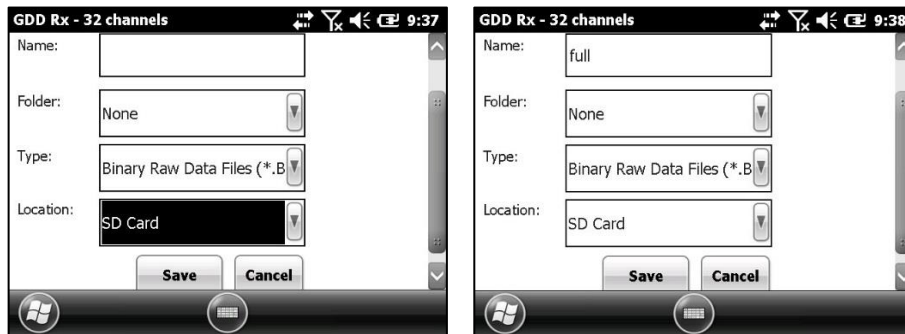 GDD Rx - 32 channels 9:37
Name:
Folder: None
Type: Binary Raw Data Files (*.B
Location: SD Card
Save Cancel
GDD Rx - 32 channels 9:38
Name: full
Folder: None
Type: Binary Raw Data Files (*.B
Location: SD Card
Save Cancel